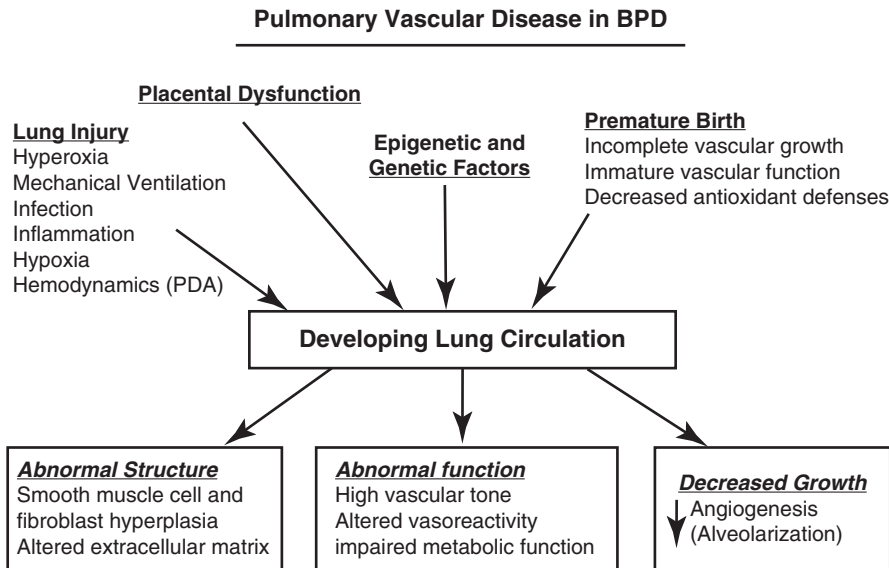 Pulmonary Vascular Disease in BPD
Placental Dysfunction
Lung Injury
Hyperoxia
Mechanical Ventilation
Infection
Inflammation
Hypoxia
Hemodynamics (PDA)
Epigenetic and
Genetic Factors
Premature Birth
Incomplete vascular growth
Immature vascular function
Decreased antioxidant defenses
Developing Lung Circulation
Abnormal Structure
Smooth muscle cell and
fibroblast hyperplasia
Altered extracellular matrix
Abnormal function
High vascular tone
Altered vasoreactivity
impaired metabolic function
Decreased Growth
Angiogenesis
(Alveolarization)